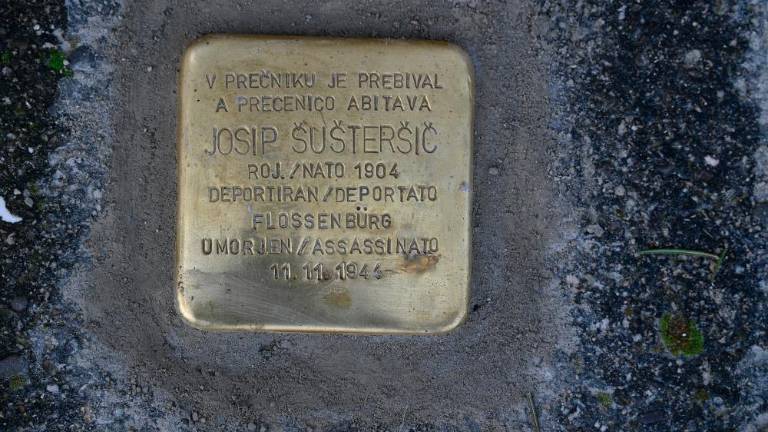 V PREČNIKU JE PREBIVAL
A PRECENICO ABITAVA
JOSIP ŠUŠTERŠIČ
ROJ./NATO 1904
DEPORTIRAN/DEPORTATO
FLOSSENBÜRG
UMORJEN/ASSASSINATO
11.11.1944